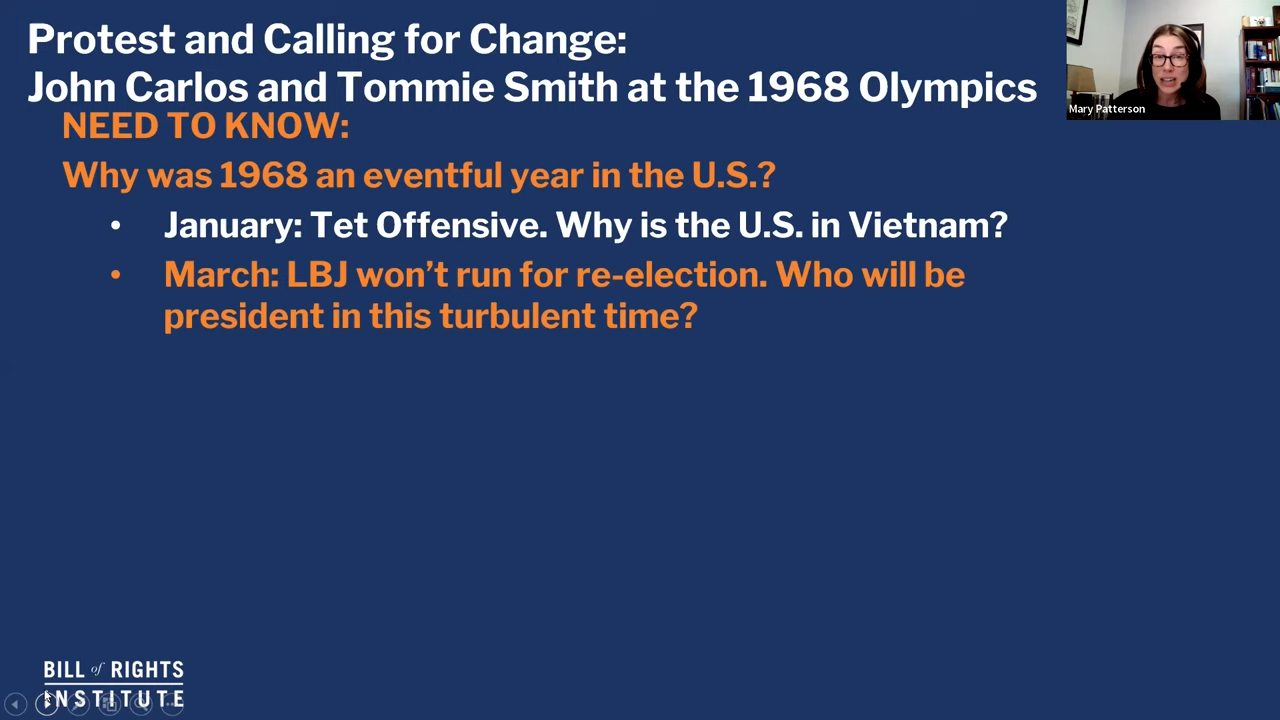 Protest and Calling for Change:
John Carlos and Tommie Smith at the 1968 Olympics
Mary Patterson
NEED TO KNOW:
Why was 1968 an eventful year in the U.S.?
• January: Tet Offensive. Why is the U.S. in Vietnam?
• March: LBJ won’t run for re-election. Who will be
president in this turbulent time?
BILL of RIGHTS
INSTITUTE